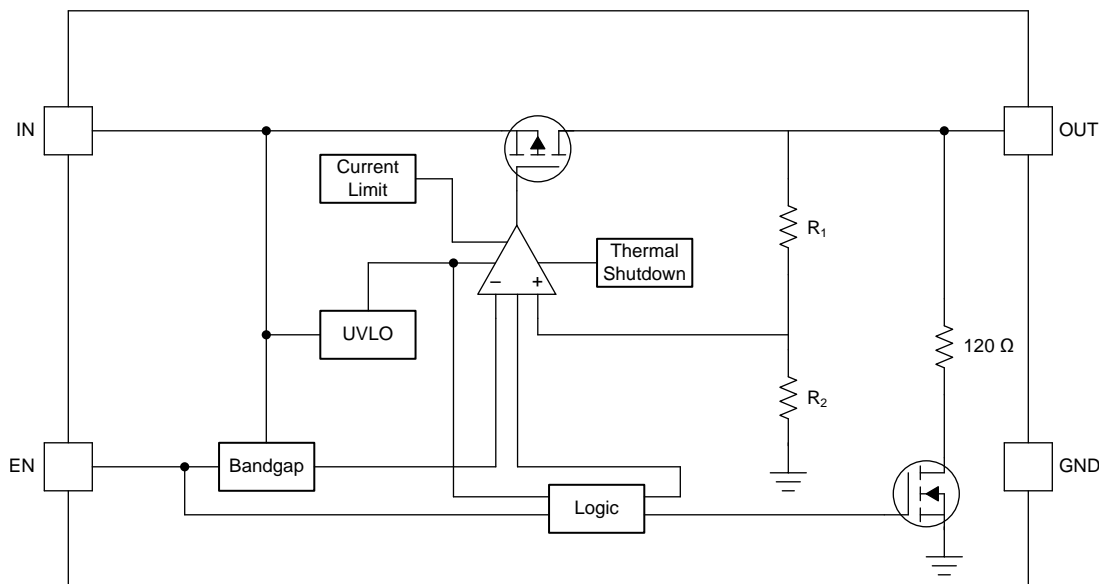 IN
OUT
Current
Limit
R₁
Thermal
Shutdown
–
+
UVLO
120 Ω
R₂
EN
Bandgap
GND
Logic